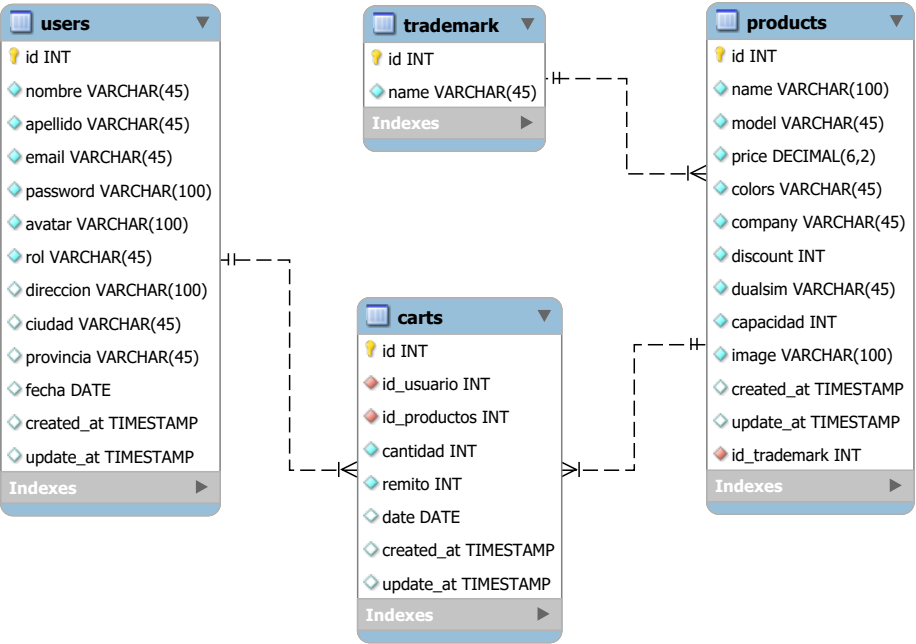 users
id INT
nombre VARCHAR(45)
apellido VARCHAR(45)
email VARCHAR(45)
password VARCHAR(100)
avatar VARCHAR(100)
rol VARCHAR(45)
direccion VARCHAR(100)
ciudad VARCHAR(45)
provincia VARCHAR(45)
fecha DATE
created_at TIMESTAMP
update_at TIMESTAMP
Indexes
trademark
id INT
name VARCHAR(45)
Indexes
products
id INT
name VARCHAR(100)
model VARCHAR(45)
price DECIMAL(6,2)
colors VARCHAR(45)
company VARCHAR(45)
discount INT
dualsim VARCHAR(45)
capacidad INT
image VARCHAR(100)
created_at TIMESTAMP
update_at TIMESTAMP
id_trademark INT
Indexes
carts
id INT
id_usuario INT
id_productos INT
cantidad INT
remito INT
date DATE
created_at TIMESTAMP
update_at TIMESTAMP
Indexes